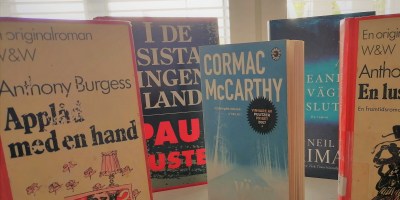 En originalroman
W&W
Anthony Burgess
Applåd
med en hand
I DE
SISTA
INGEN
LAND
PAU
USTE
CORMAC
McCARTHY
EAN
VÄG
SLUT
NEIL
IMA
En origi
W&W
Antho
En lus
En framtidsroma